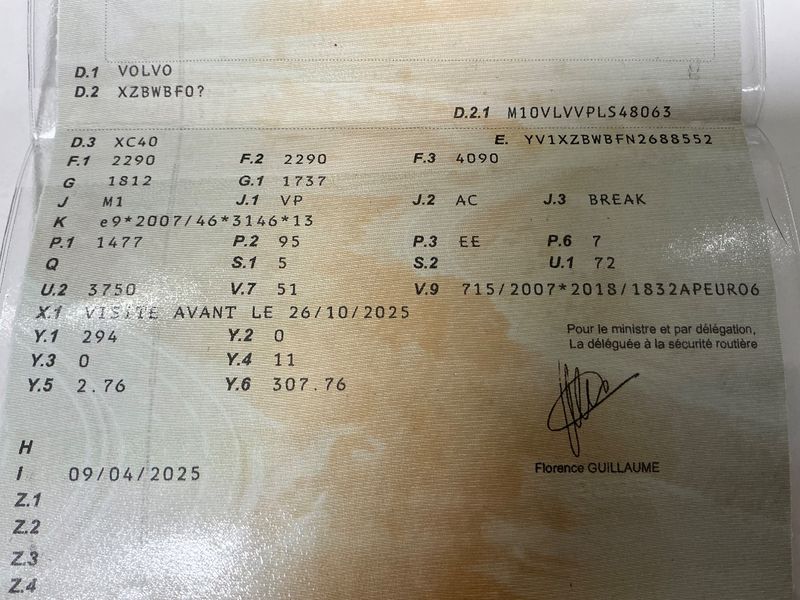 D.1 VOLVO
D.2 XZBWBF0?
D.2.1 M10VLVVPLS48063
D.3 XC40 E. YV1XZBWBFN2688552
F.1 2290 F.2 2290 F.3 4090
G 1812 G.1 1737
J M1 J.1 VP J.2 AC J.3 BREAK
K e9*2007/46*3146*13
P.1 1477 P.2 95 P.3 EE P.6 7
Q S.1 5 S.2 U.1 72
U.2 3750 V.7 51 V.9 715/2007*2018/1832APEURO6
X.1 VISITE AVANT LE 26/10/2025
Y.1 294 Y.2 0
Y.3 0 Y.4 11
Y.5 2.76 Y.6 307.76
Pour le ministre et par délégation,
La déléguée à la sécurité routière
Florence GUILLAUME
H
I 09/04/2025
Z.1
Z.2
Z.3
Z.4